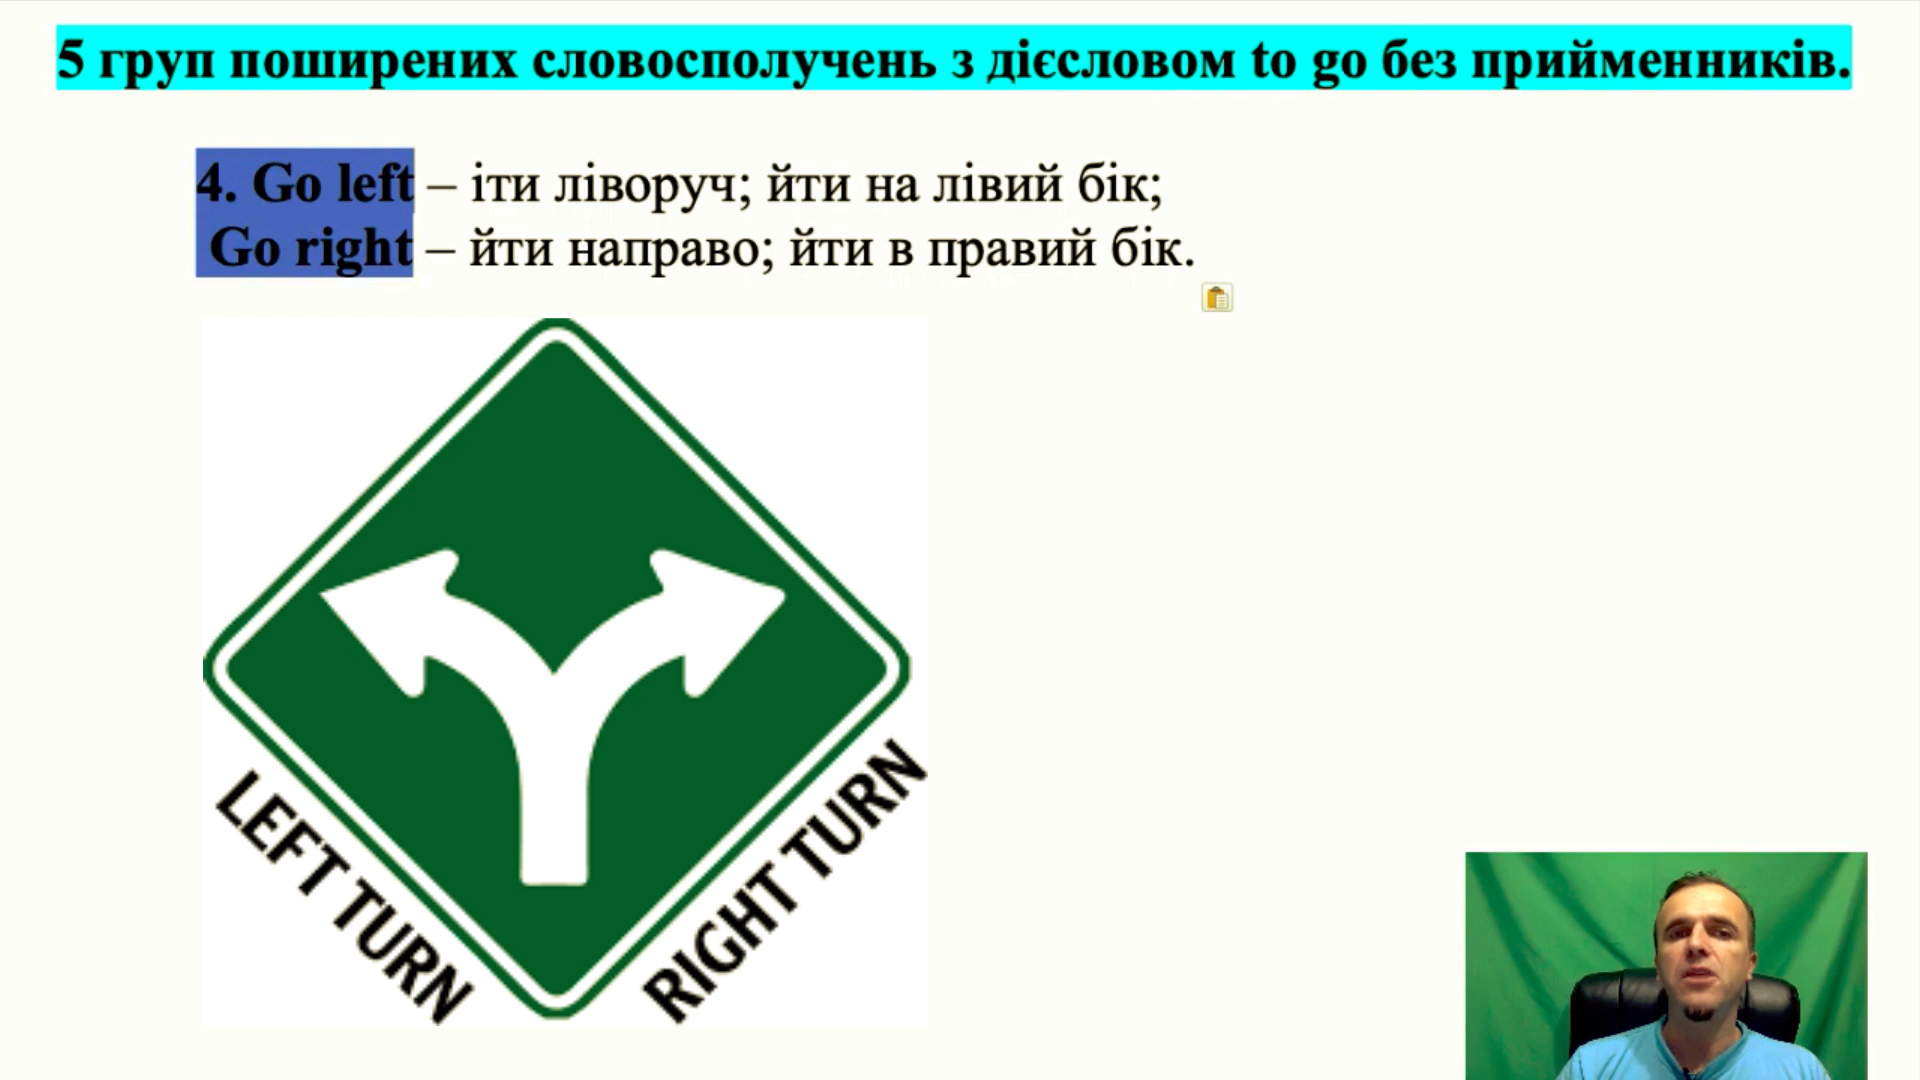 5 груп поширених словосполучень з дієсловом to go без прийменників.
4. Go left – іти ліворуч; йти на лівий бік;
Go right – йти направо; йти в правий бік.
LEFT TURN
RIGHT TURN